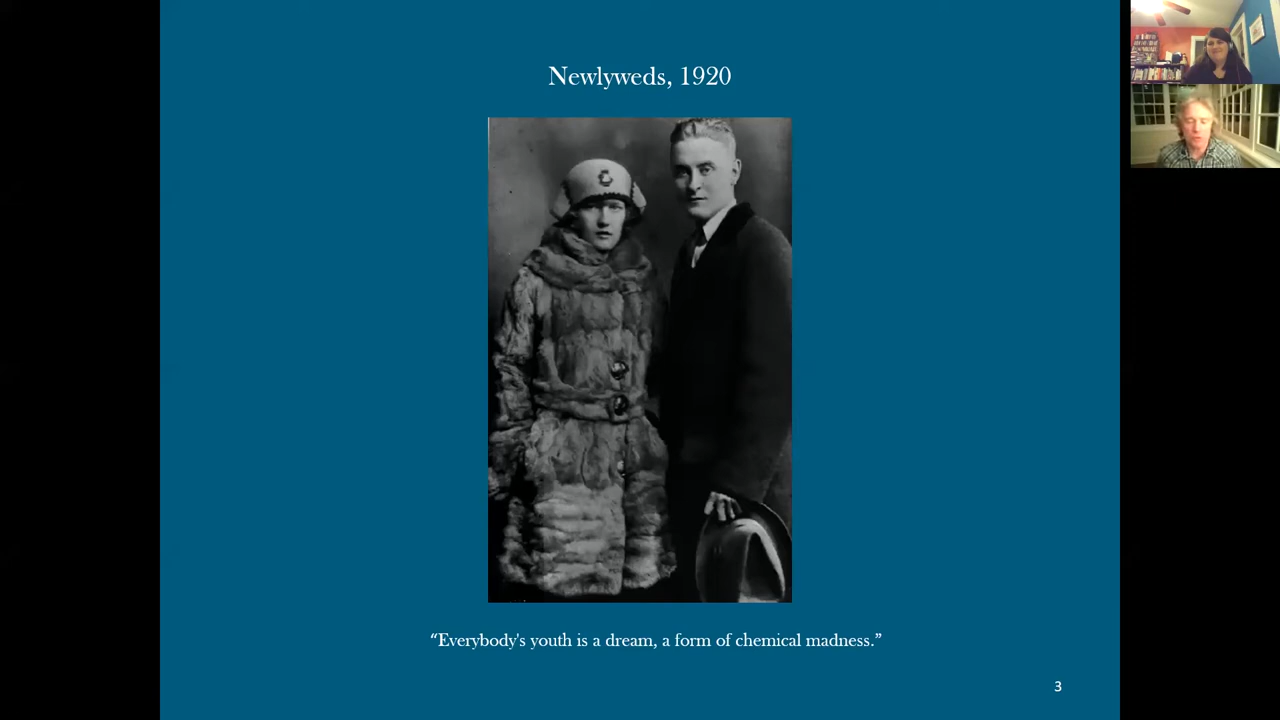 Newlyweds, 1920
“Everybody's youth is a dream, a form of chemical madness.”
3